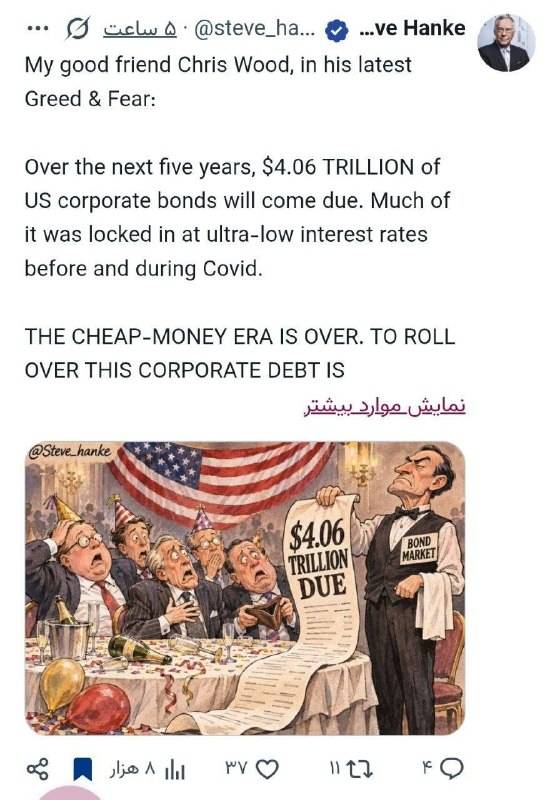 ...ve Hanke @steve_ha... · ۵ ساعت
My good friend Chris Wood, in his latest
Greed & Fear:
Over the next five years, $4.06 TRILLION of
US corporate bonds will come due. Much of
it was locked in at ultra-low interest rates
before and during Covid.
THE CHEAP-MONEY ERA IS OVER. TO ROLL
OVER THIS CORPORATE DEBT IS
نمایش موارد بیشتر
@Steve_hanke
$4.06
TRILLION
DUE
BOND
MARKET
۴ ۱۱ ۳۷ ۸ هزار